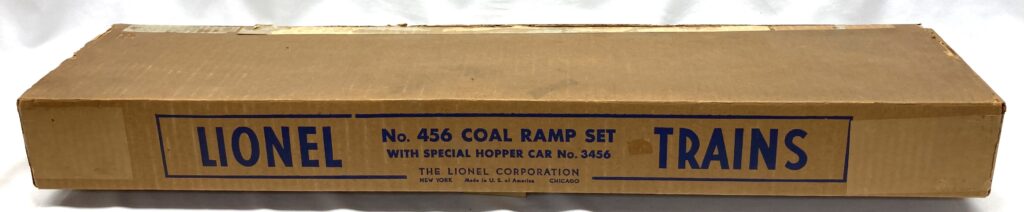 LIONEL
No. 456 COAL RAMP SET
WITH SPECIAL HOPPER CAR No. 3456
THE LIONEL CORPORATION
NEW YORK Made in U. S. of America CHICAGO
TRAINS